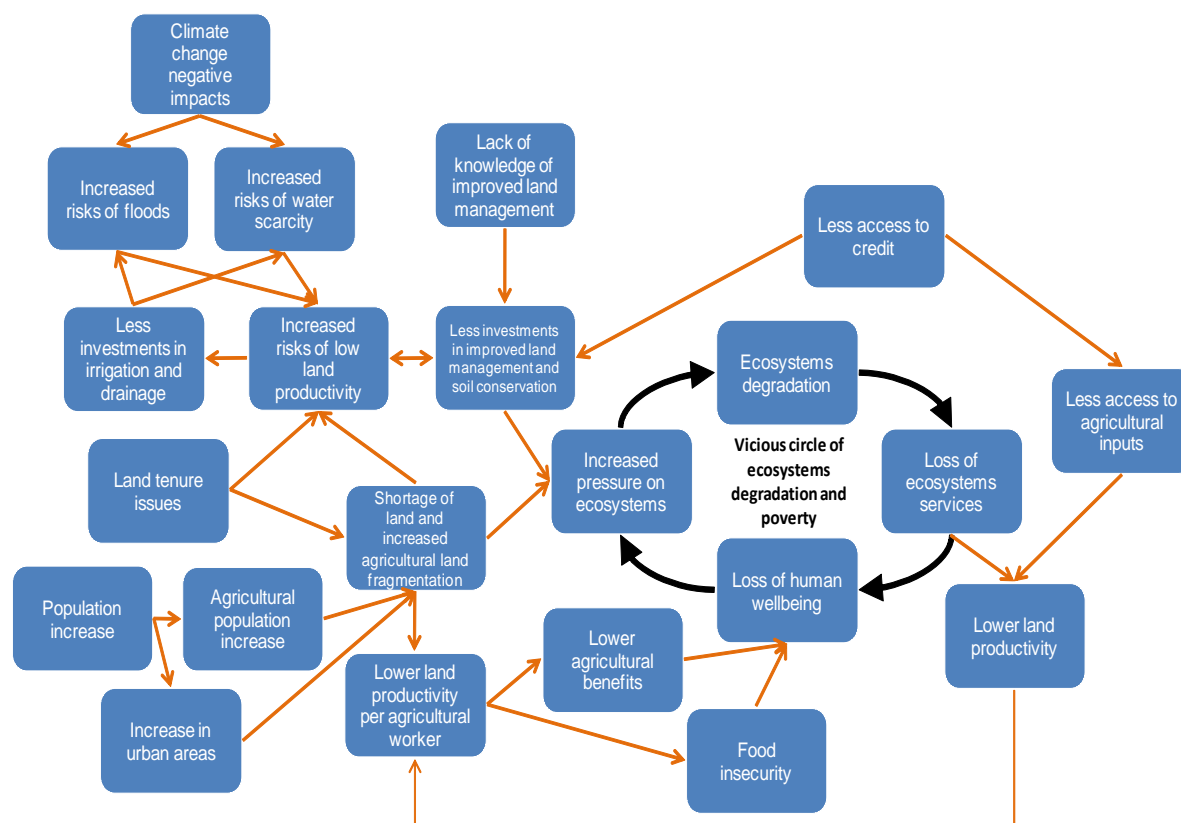 Climate
change
negative
impacts
Increased
risks of floods
Increased
risks of water
scarcity
Lack of
knowledge of
improved land
management
Less access to
credit
Less
investments in
irrigation and
drainage
Increased
risks of low
land
productivity
Less investments
in improved land
management and
soil conservation
Ecosystems
degradation
Less access to
agricultural
inputs
Land tenure
issues
Shortage of
land and
increased
agricultural land
fragmentation
Increased
pressure on
ecosystems
Vicious circle of
ecosystems
degradation and
poverty
Loss of
ecosystems
services
Loss of human
wellbeing
Population
increase
Agricultural
population
increase
Lower
agricultural
benefits
Lower land
productivity
Increase in
urban areas
Lower land
productivity
per agricultural
worker
Food
insecurity